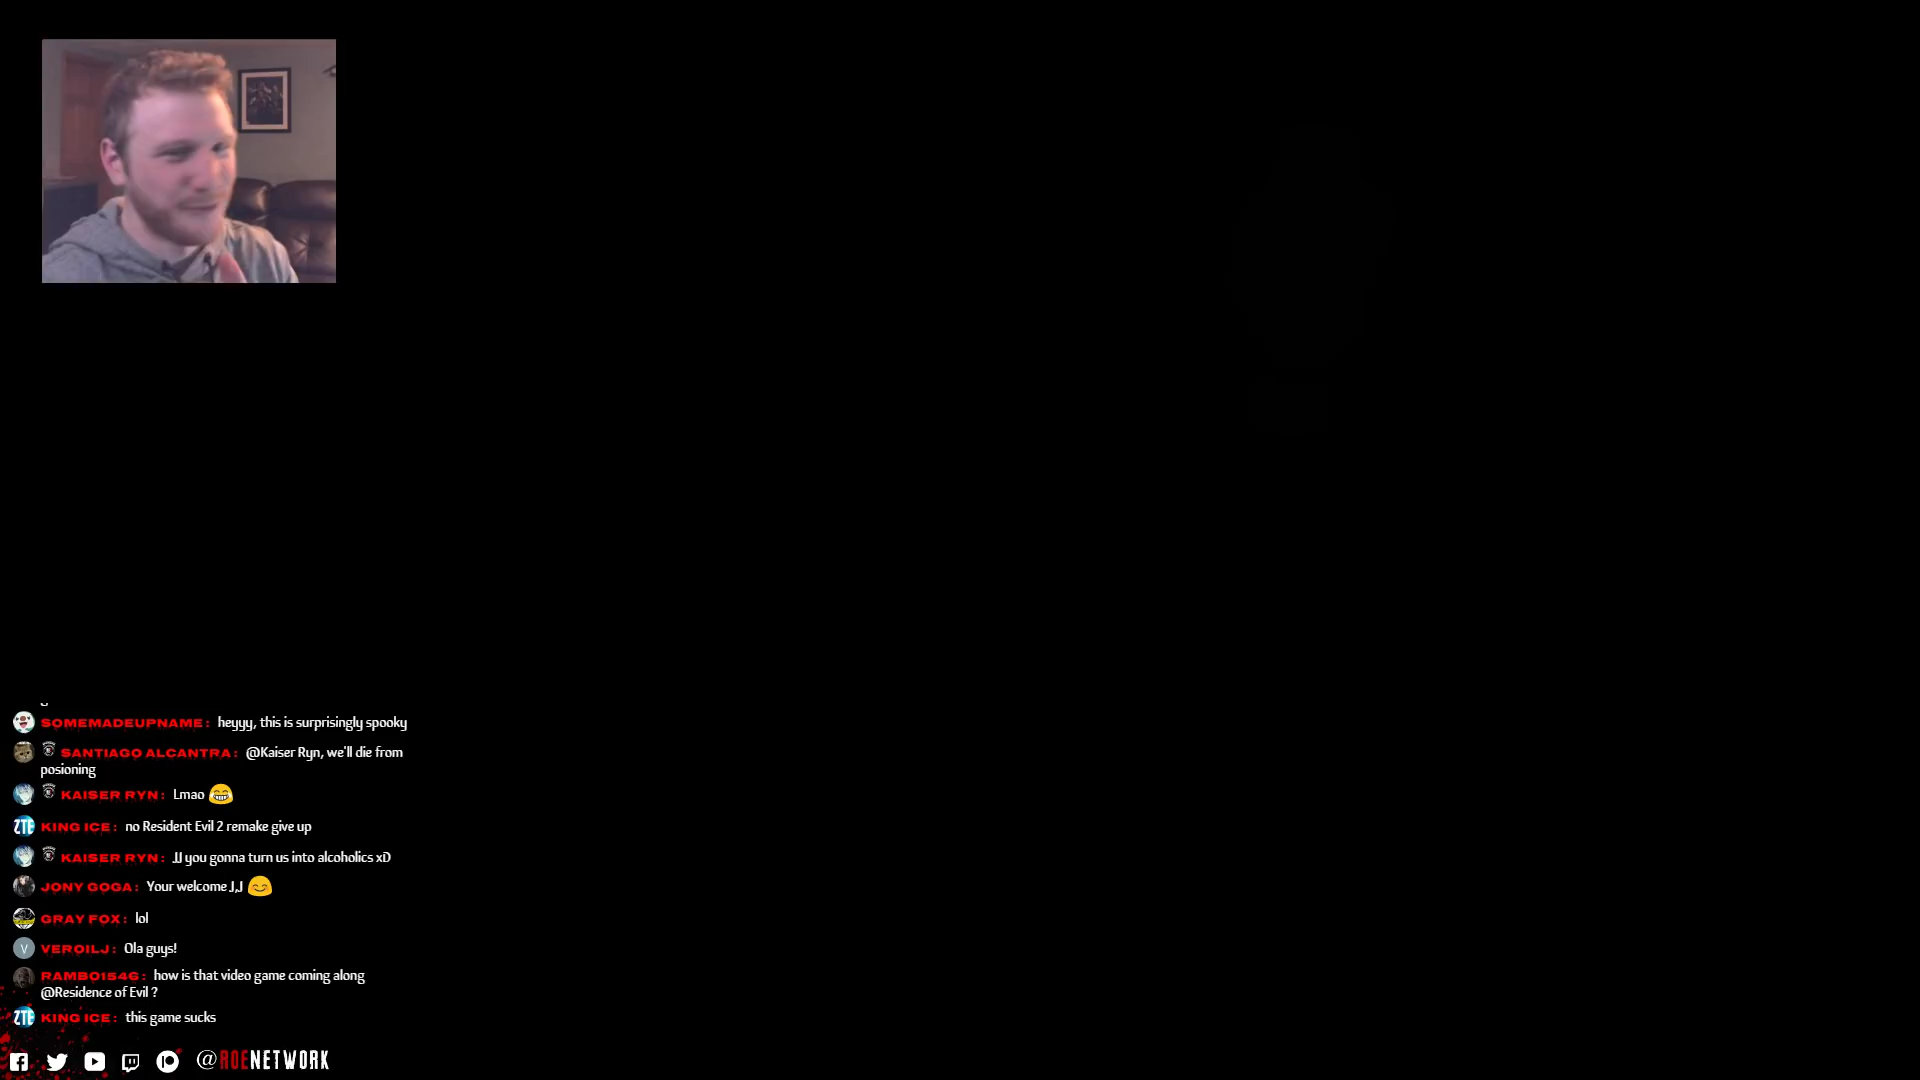 SOMEMADEUPNAME: heyyy, this is surprisingly spooky
SANTIAGO ALCANTRA: @Kaiser Ryn, we'll die from
posioning
KAISER RYN: Lmao 😂
KING ICE: no Resident Evil 2 remake give up
KAISER RYN: JJ you gonna turn us into alcoholics xD
JONY GOGA: Your welcome J,J 😊
GRAY FOX: lol
V VEROILJ: Ola guys!
RAMBO154G: how is that video game coming along
@Residence of Evil ?
ZTE KING ICE: this game sucks
@ROENETWORK